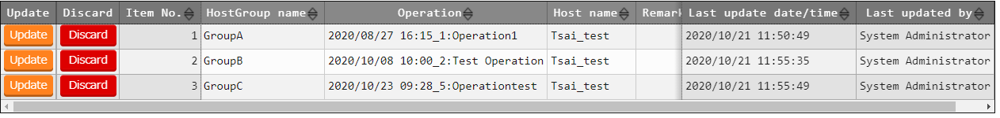 Update Discard Item No. HostGroup name Operation Host name Remark Last update date/time Last updated by
Update Discard 1 GroupA 2020/08/27 16:15_1:Operation1 Tsai_test 2020/10/21 11:50:49 System Administrator
Update Discard 2 GroupB 2020/10/08 10:00_2:Test Operation Tsai_test 2020/10/21 11:55:35 System Administrator
Update Discard 3 GroupC 2020/10/23 09:28_5:Operationtest Tsai_test 2020/10/21 11:55:49 System Administrator